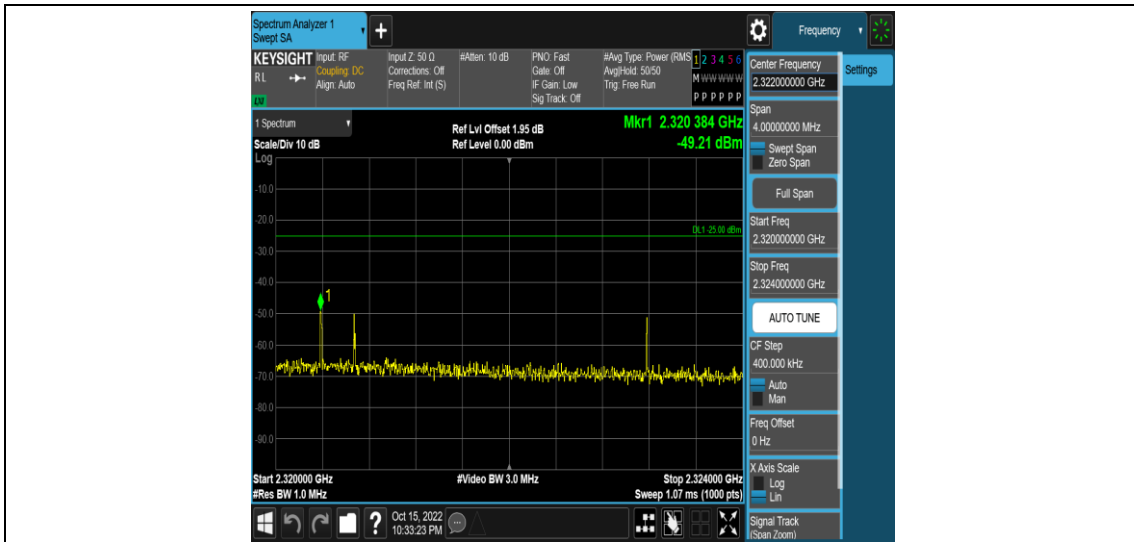 Spectrum Analyzer 1
Swept SA
+
Frequency
KEYSIGHT
RL
LXI
Input: RF
Coupling: DC
Align: Auto
Input Z: 50 Ω
Corrections: Off
Freq Ref: Int (S)
#Atten: 10 dB
PNO: Fast
Gate: Off
IF Gain: Low
Sig Track: Off
#Avg Type: Power (RMS
Avg|Hold: 50/50
Trig: Free Run
1 2 3 4 5 6
M W W W W W
P P P P P P
1 Spectrum
Scale/Div 10 dB
Ref Lvl Offset 1.95 dB
Ref Level 0.00 dBm
Mkr1 2.320 384 GHz
-49.21 dBm
Log
-10.0
-20.0
DL1 -25.00 dBm
-30.0
-40.0
1
-50.0
-60.0
-70.0
-80.0
-90.0
Start 2.320000 GHz
#Res BW 1.0 MHz
#Video BW 3.0 MHz
Stop 2.324000 GHz
Sweep 1.07 ms (1000 pts)
Center Frequency
2.322000000 GHz
Settings
Span
4.00000000 MHz
Swept Span
Zero Span
Full Span
Start Freq
2.320000000 GHz
Stop Freq
2.324000000 GHz
AUTO TUNE
CF Step
400.000 kHz
Auto
Man
Freq Offset
0 Hz
X Axis Scale
Log
Lin
Signal Track
(Span Zoom)
?
Oct 15, 2022
10:33:23 PM